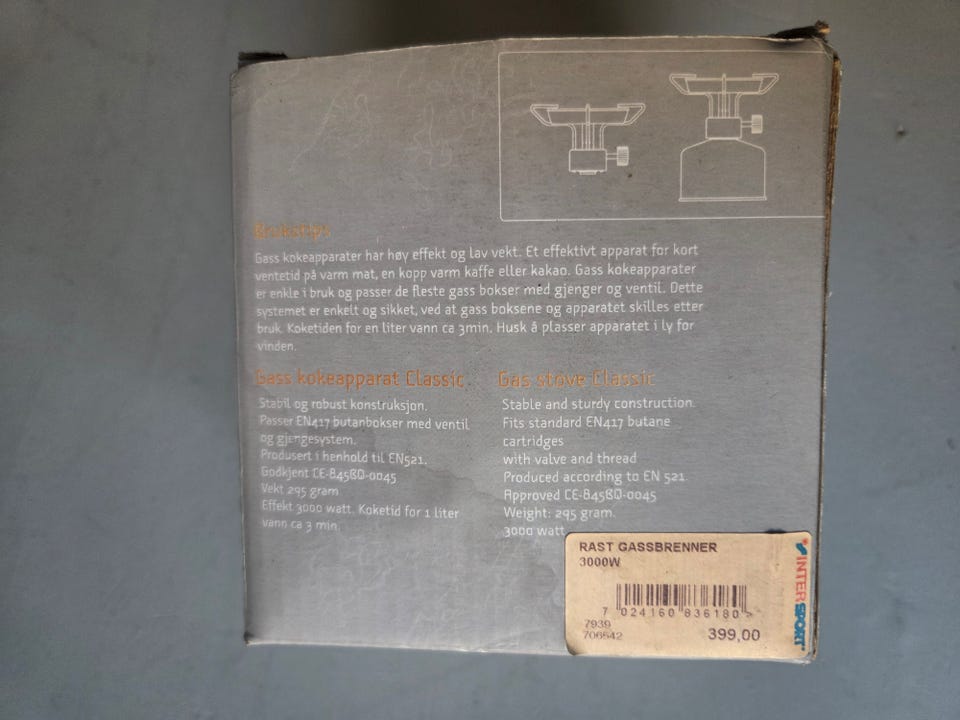 Brukstips
Gass kokeapparater har høy effekt og lav vekt. Et effektivt apparat for kort
ventetid på varm mat, en kopp varm kaffe eller kakao. Gass kokeapparater
er enkle i bruk og passer de fleste gass bokser med gjenger og ventil. Dette
systemet er enkelt og sikket, ved at gass boksene og apparatet skilles etter
bruk. Koketiden for en liter vann ca 3min. Husk å plasser apparatet i ly for
vinden.
Gass kokeapparat Classic
Stabil og robust konstruksjon.
Passer EN417 butanbokser med ventil
og gjengesystem.
Produsert i henhold til EN521.
Godkjent CE-845BQ-0045
Vekt 295 gram
Effekt 3000 watt. Koketid for 1 liter
vann ca 3 min.
Gas stove Classic
Stable and sturdy construction.
Fits standard EN417 butane
cartridges
with valve and thread
Produced according to EN 521.
Approved CE-845BQ-0045
Weight: 295 gram.
3000 watt
RAST GASSBRENNER
3000W
7 024160 836180 >
7939
706542
399,00
INTERSPORT